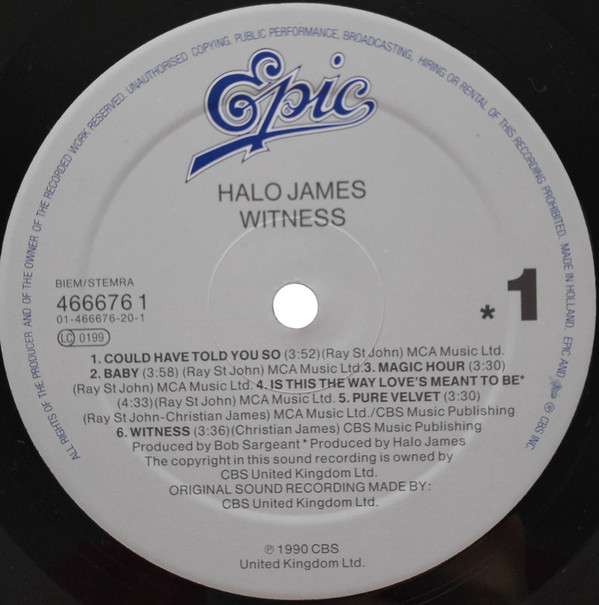 ALL RIGHTS OF THE PRODUCER AND OF THE OWNER OF THE RECORDED WORK RESERVED. UNAUTHORISED COPYING, PUBLIC PERFORMANCE, BROADCASTING, HIRING OR RENTAL OF THIS RECORDING PROHIBITED. MADE IN HOLLAND. EPIC AND ® CBS INC.
Epic
HALO JAMES
WITNESS
BIEM/STEMRA
466676 1
01-466676-20-1
LC 0199
* 1
1. COULD HAVE TOLD YOU SO (3:52)(Ray St John) MCA Music Ltd.
2. BABY (3:58) (Ray St John) MCA Music Ltd.3. MAGIC HOUR (3:30)
(Ray St John) MCA Music Ltd. 4. IS THIS THE WAY LOVE'S MEANT TO BE*
(4:33)(Ray St John) MCA Music Ltd. 5. PURE VELVET (3:30)
(Ray St John-Christian James) MCA Music Ltd./CBS Music Publishing
6. WITNESS (3:36)(Christian James) CBS Music Publishing
Produced by Bob Sargeant * Produced by Halo James
The copyright in this sound recording is owned by
CBS United Kingdom Ltd.
ORIGINAL SOUND RECORDING MADE BY:
CBS United Kingdom Ltd.
℗ 1990 CBS
United Kingdom Ltd.